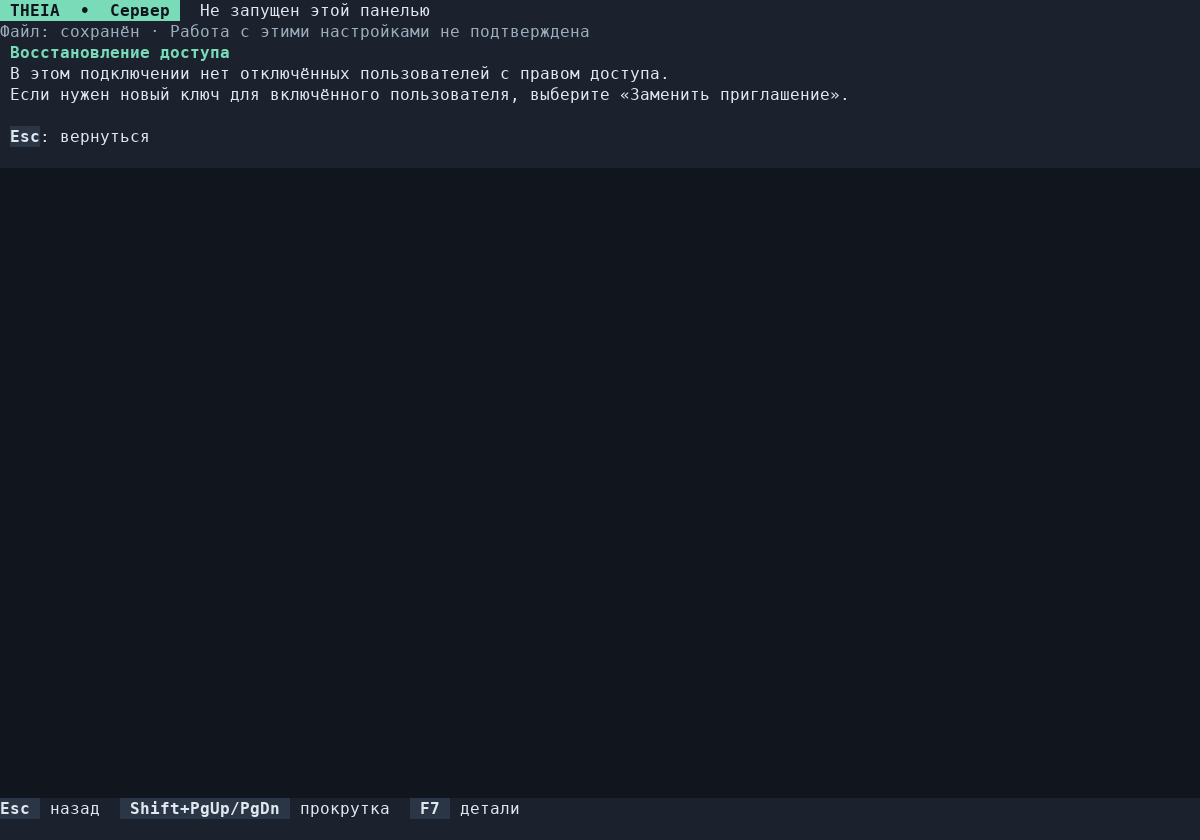 THEIA • Сервер Не запущен этой панелью
Файл: сохранён · Работа с этими настройками не подтверждена
Восстановление доступа
В этом подключении нет отключённых пользователей с правом доступа.
Если нужен новый ключ для включённого пользователя, выберите «Заменить приглашение».
Esc: вернуться
Esc назад Shift+PgUp/PgDn прокрутка F7 детали